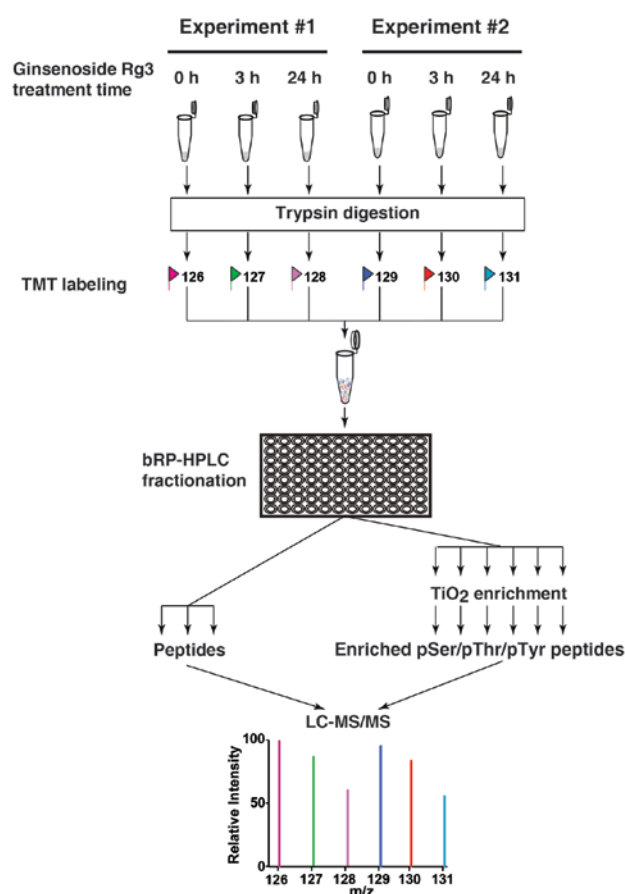 Experiment #1 Experiment #2
Ginsenoside Rg3
treatment time
0 h 3 h 24 h 0 h 3 h 24 h
Trypsin digestion
TMT labeling
126 127 128 129 130 131
bRP-HPLC
fractionation
TiO2 enrichment
Peptides
Enriched pSer/pThr/pTyr peptides
LC-MS/MS
Relative Intensity
100
50
0
126 127 128 129 130 131
m/z